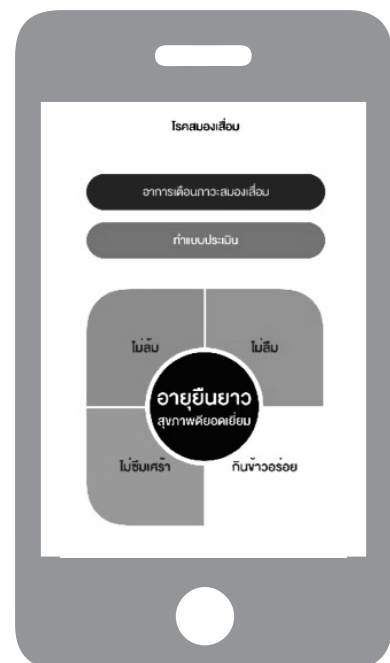 โรคสมองเสื่อม
อาการเตือนภาวะสมองเสื่อม
ทำแบบประเมิน
ไม่ล้ม
ไม่ลืม
อายุยืนยาว
สุขภาพดียอดเยี่ยม
ไม่ซึมเศร้า
กินข้าวอร่อย